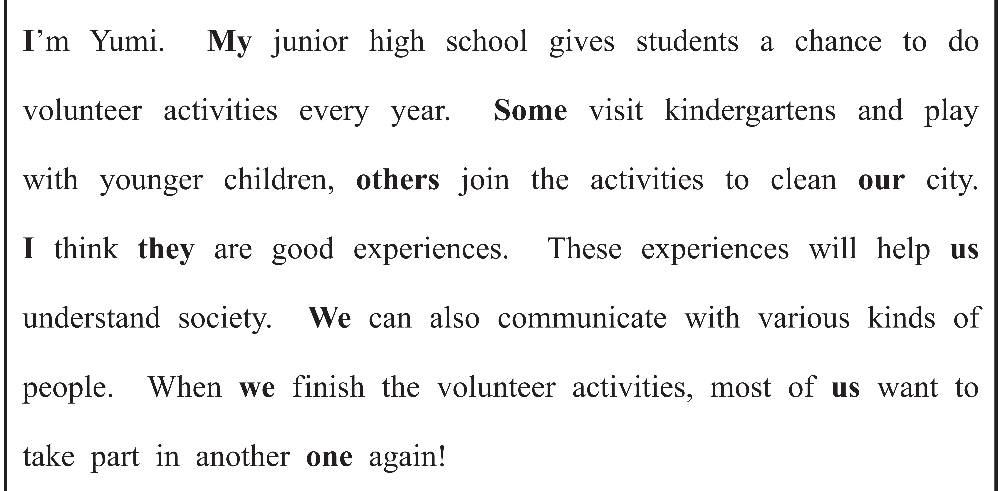 I’m Yumi. My junior high school gives students a chance to do
volunteer activities every year. Some visit kindergartens and play
with younger children, others join the activities to clean our city.
I think they are good experiences. These experiences will help us
understand society. We can also communicate with various kinds of
people. When we finish the volunteer activities, most of us want to
take part in another one again!